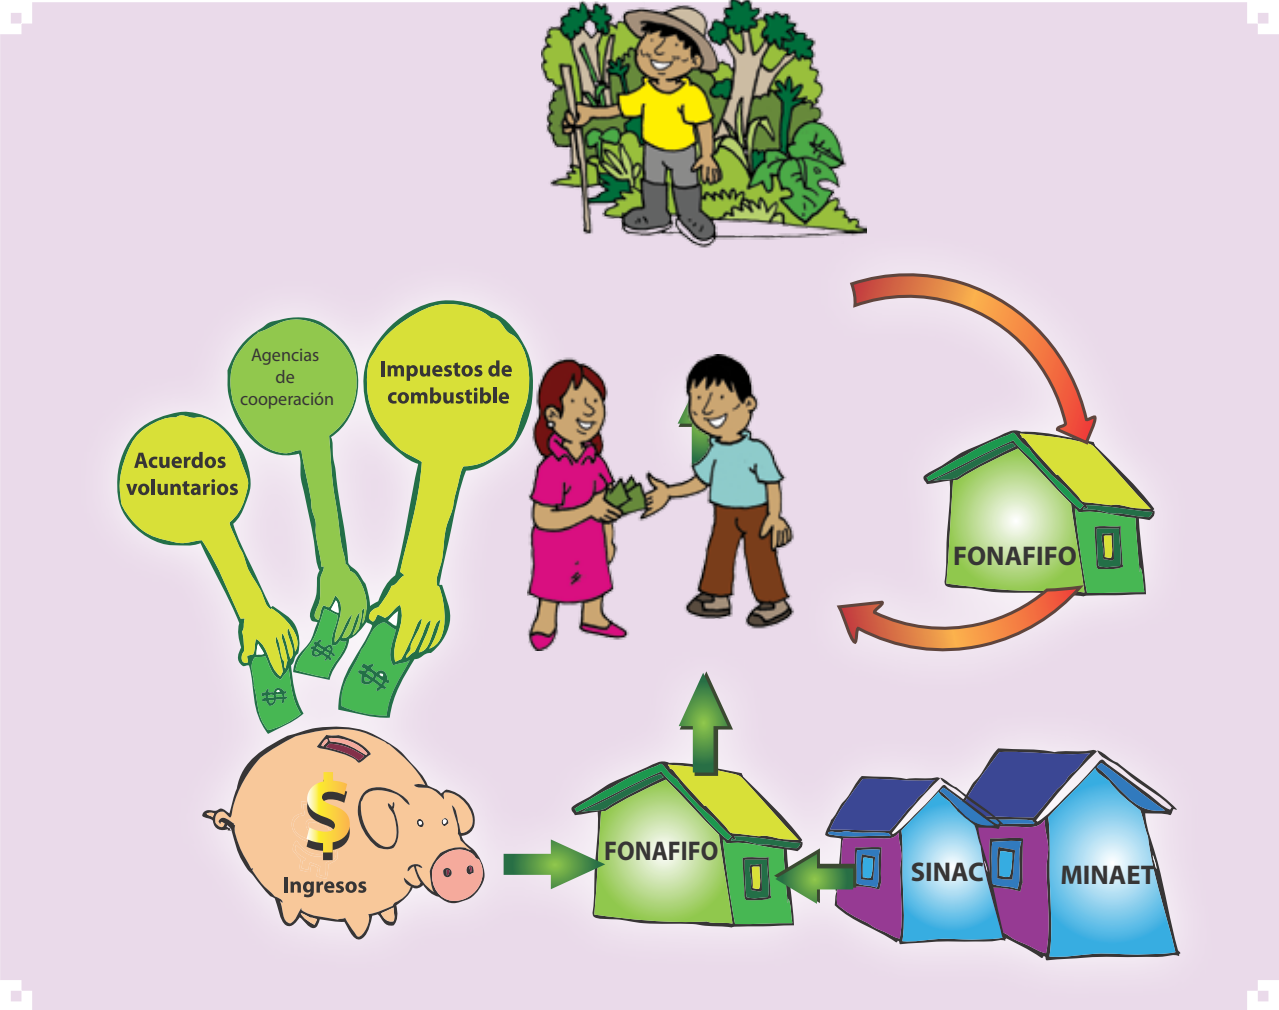 Agencias
de
cooperación
Impuestos de
combustible
Acuerdos
voluntarios
FONAFIFO
$
$
$
$
Ingresos
FONAFIFO
SINAC
MINAET